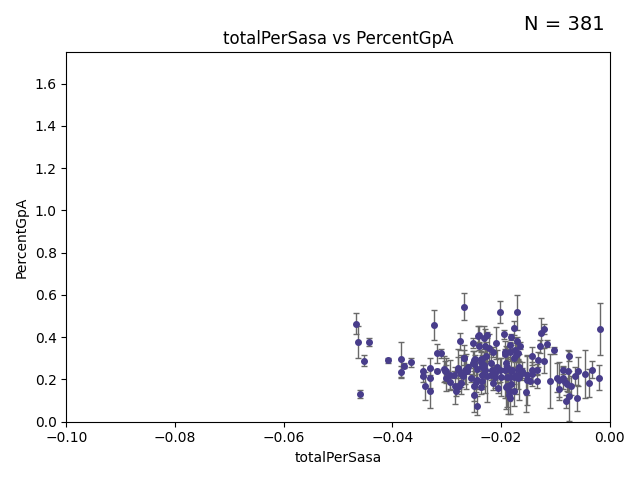 N = 381
totalPerSasa vs PercentGpA
PercentGpA
1.6
1.4
1.2
1.0
0.8
0.6
0.4
0.2
0.0
−0.10 −0.08 −0.06 −0.04 −0.02 0.00
totalPerSasa